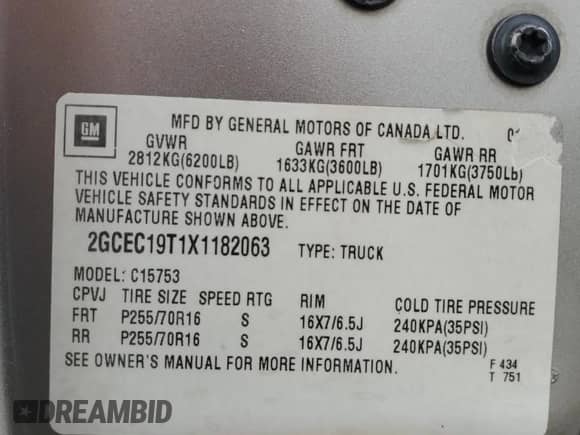 GM
MFD BY GENERAL MOTORS OF CANADA LTD.
GVWR GAWR FRT GAWR RR
2812KG(6200LB) 1633KG(3600LB) 1701KG(3750Lb)
THIS VEHICLE CONFORMS TO ALL APPLICABLE U.S. FEDERAL MOTOR
VEHICLE SAFETY STANDARDS IN EFFECT ON THE DATE OF
MANUFACTURE SHOWN ABOVE.
2GCEC19T1X1182063 TYPE: TRUCK
MODEL: C15753
CPVJ TIRE SIZE SPEED RTG RIM COLD TIRE PRESSURE
FRT P255/70R16 S 16X7/6.5J 240KPA(35PSI)
RR P255/70R16 S 16X7/6.5J 240KPA(35PSI)
SEE OWNER'S MANUAL FOR MORE INFORMATION.
F 434
T 751
DREAMBID